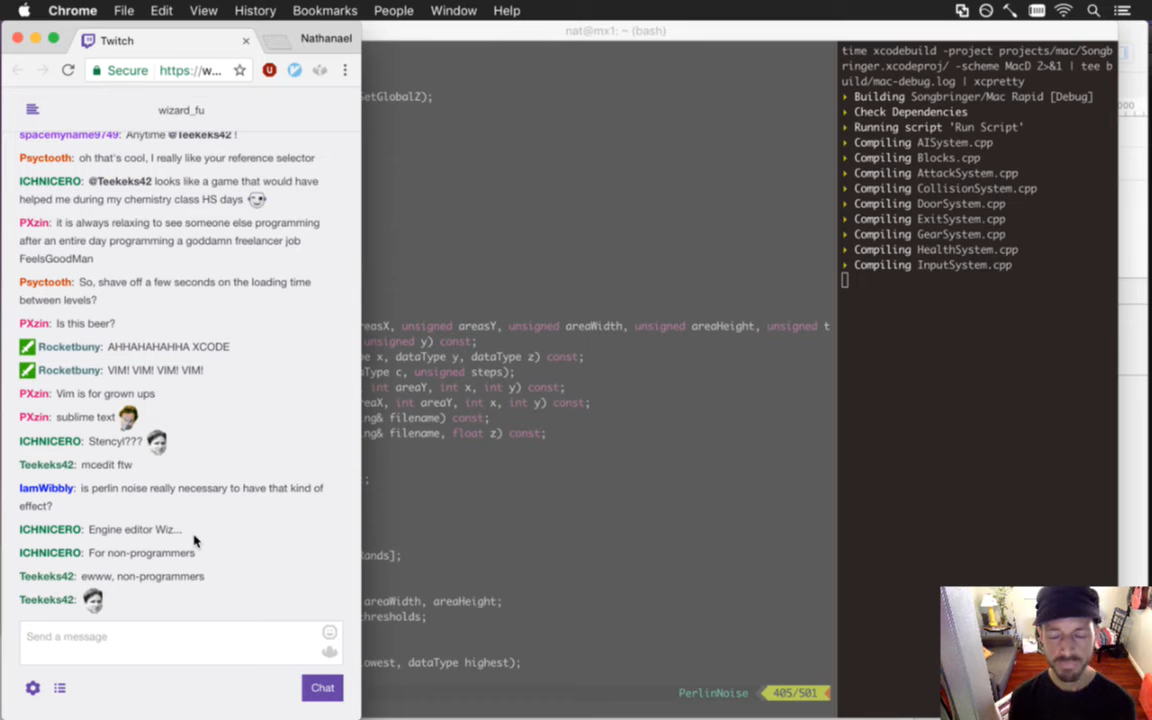 Chrome File Edit View History Bookmarks People Window Help
Twitch
Nathanael
Secure https://w...
wizard_fu
spacemyname9749: Anytime @Teekeks42 !
Psyctooth: oh that's cool, I really like your reference selector
ICHNICERO: @Teekeks42 looks like a game that would have
helped me during my chemistry class HS days
PXzin: it is always relaxing to see someone else programming
after an entire day programming a goddamn freelancer job
FeelsGoodMan
Psyctooth: So, shave off a few seconds on the loading time
between levels?
PXzin: Is this beer?
Rocketbuny: AHHAHAHAHHA XCODE
Rocketbuny: VIM! VIM! VIM! VIM!
PXzin: Vim is for grown ups
PXzin: sublime text
ICHNICERO: Stencyl???
Teekeks42: mcedit ftw
IamWibbly: is perlin noise really necessary to have that kind of
effect?
ICHNICERO: Engine editor Wiz...
ICHNICERO: For non-programmers
Teekeks42: ewww, non-programmers
Teekeks42:
Send a message
Chat
nat@mx1: ~ (bash)
SetGlobalZ);
areasX, unsigned areasY, unsigned areaWidth, unsigned areaHeight, unsigned t
unsigned y) const;
x, dataType y, dataType z) const;
aType c, unsigned steps);
int areaY, int x, int y) const;
areaX, int areaY, int x, int y) const;
ng& filename) const;
ng& filename, float z) const;
;
ands];
areaWidth, areaHeight;
thresholds;
owest, dataType highest);
PerlinNoise 405/501
time xcodebuild -project projects/mac/Songb
ringer.xcodeproj/ -scheme MacD 2>&1 | tee b
uild/mac-debug.log | xcpretty
Building Songbringer/Mac Rapid [Debug]
Check Dependencies
Running script 'Run Script'
Compiling AISystem.cpp
Compiling Blocks.cpp
Compiling AttackSystem.cpp
Compiling CollisionSystem.cpp
Compiling DoorSystem.cpp
Compiling ExitSystem.cpp
Compiling GearSystem.cpp
Compiling HealthSystem.cpp
Compiling InputSystem.cpp
000